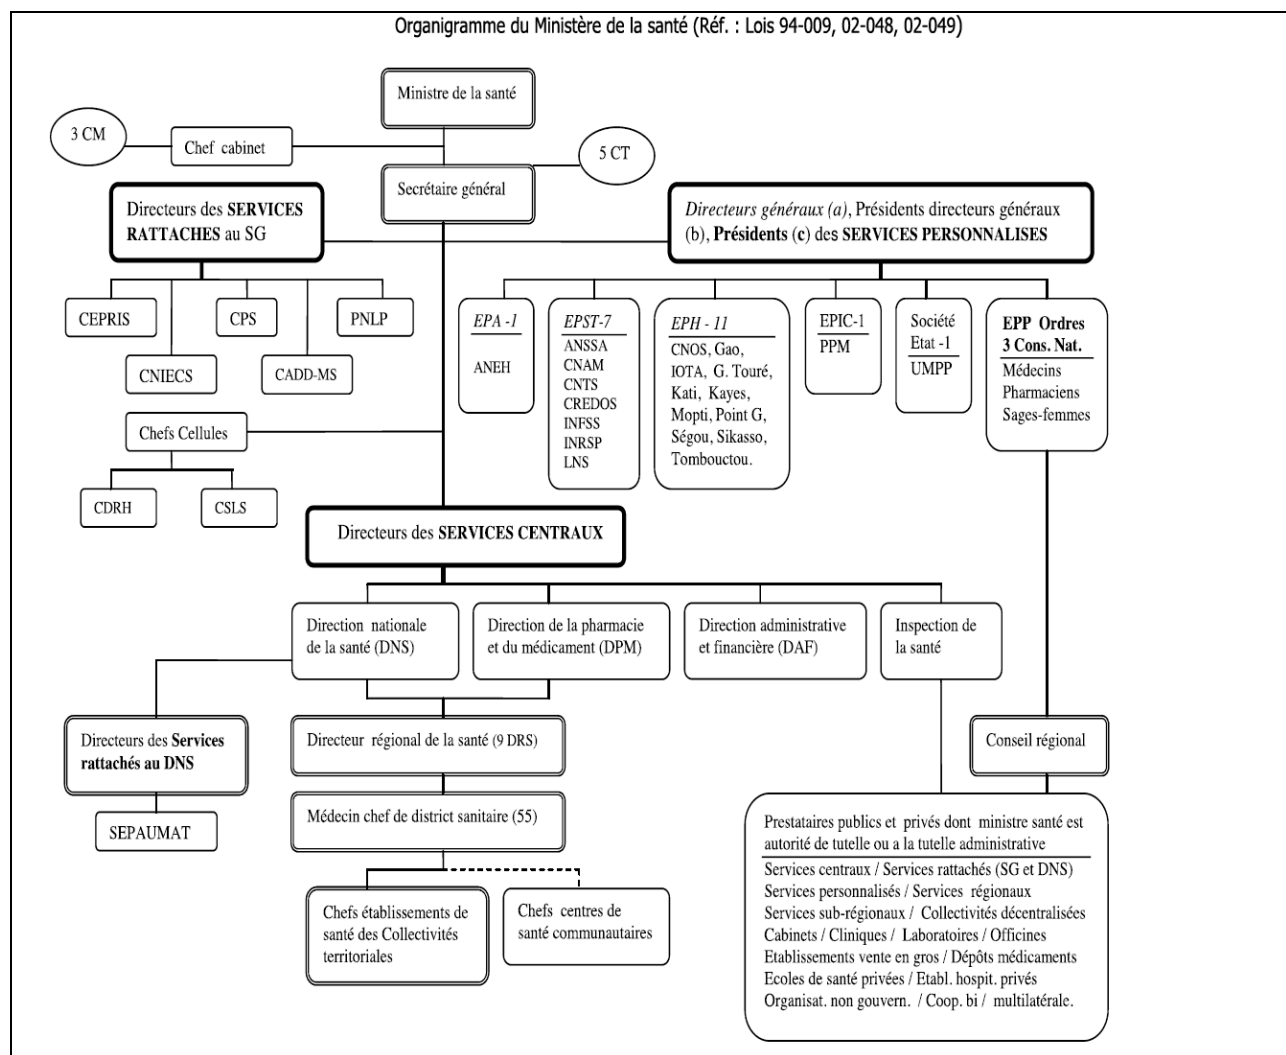 Organigramme du Ministère de la santé (Réf. : Lois 94-009, 02-048, 02-049)
Ministre de la santé
3 CM
Chef cabinet
5 CT
Secrétaire général
Directeurs des SERVICES
RATTACHES au SG
Directeurs généraux (a), Présidents directeurs généraux
(b), Présidents (c) des SERVICES PERSONNALISES
CEPRIS
CPS
PNLP
CNIECS
CADD-MS
EPA -1
ANEH
EPST-7
ANSSA
CNAM
CNTS
CREDOS
INFSS
INRSP
LNS
EPH - 11
CNOS, Gao,
IOTA, G. Touré,
Kati, Kayes,
Mopti, Point G,
Ségou, Sikasso,
Tombouctou.
EPIC-1
PPM
Société
Etat -1
UMPP
EPP Ordres
3 Cons. Nat.
Médecins
Pharmaciens
Sages-femmes
Chefs Cellules
CDRH
CSLS
Directeurs des SERVICES CENTRAUX
Direction nationale
de la santé (DNS)
Direction de la pharmacie
et du médicament (DPM)
Direction administrative
et financière (DAF)
Inspection de
la santé
Directeurs des Services
rattachés au DNS
Directeur régional de la santé (9 DRS)
Conseil régional
SEPAUMAT
Médecin chef de district sanitaire (55)
Chefs établissements de
santé des Collectivités
territoriales
Chefs centres de
santé communautaires
Prestataires publics et privés dont ministre santé est
autorité de tutelle ou a la tutelle administrative
Services centraux / Services rattachés (SG et DNS)
Services personnalisés / Services régionaux
Services sub-régionaux / Collectivités décentralisées
Cabinets / Cliniques / Laboratoires / Officines
Etablissements vente en gros / Dépôts médicaments
Ecoles de santé privées / Etabl. hospit. privés
Organisat. non gouvern. / Coop. bi / multilatérale.